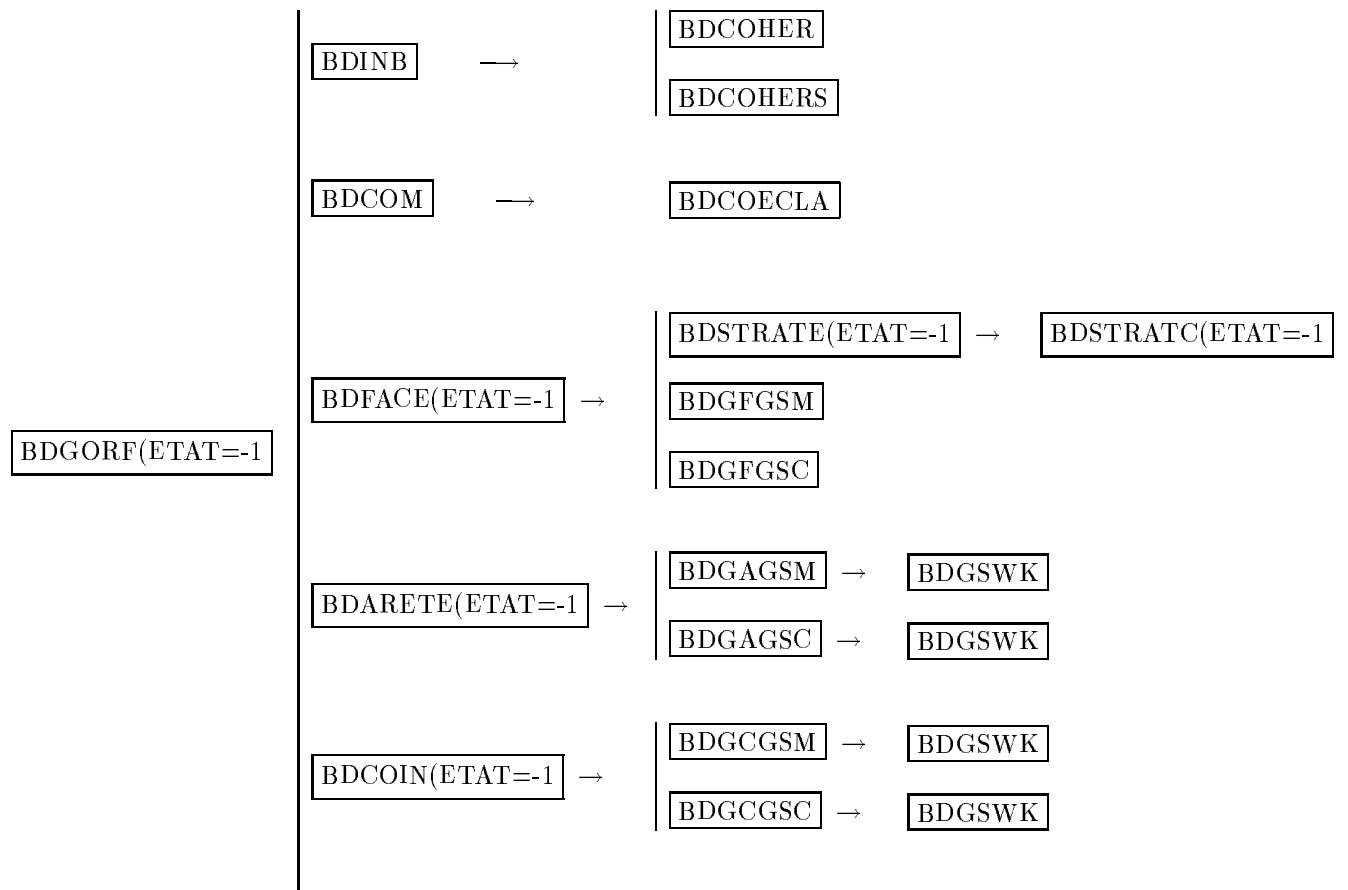 BDCOHER
BDINB →
BDCOHERS
BDCOM → BDCOECLA
BDSTRATE(ETAT=-1 → BDSTRATC(ETAT=-1
BDFACE(ETAT=-1 →
BDGFGSM
BDGORF(ETAT=-1
BDGFGSC
BDGAGSM → BDGSWK
BDARETE(ETAT=-1 →
BDGAGSC → BDGSWK
BDGCGSM → BDGSWK
BDCOIN(ETAT=-1 →
BDGCGSC → BDGSWK